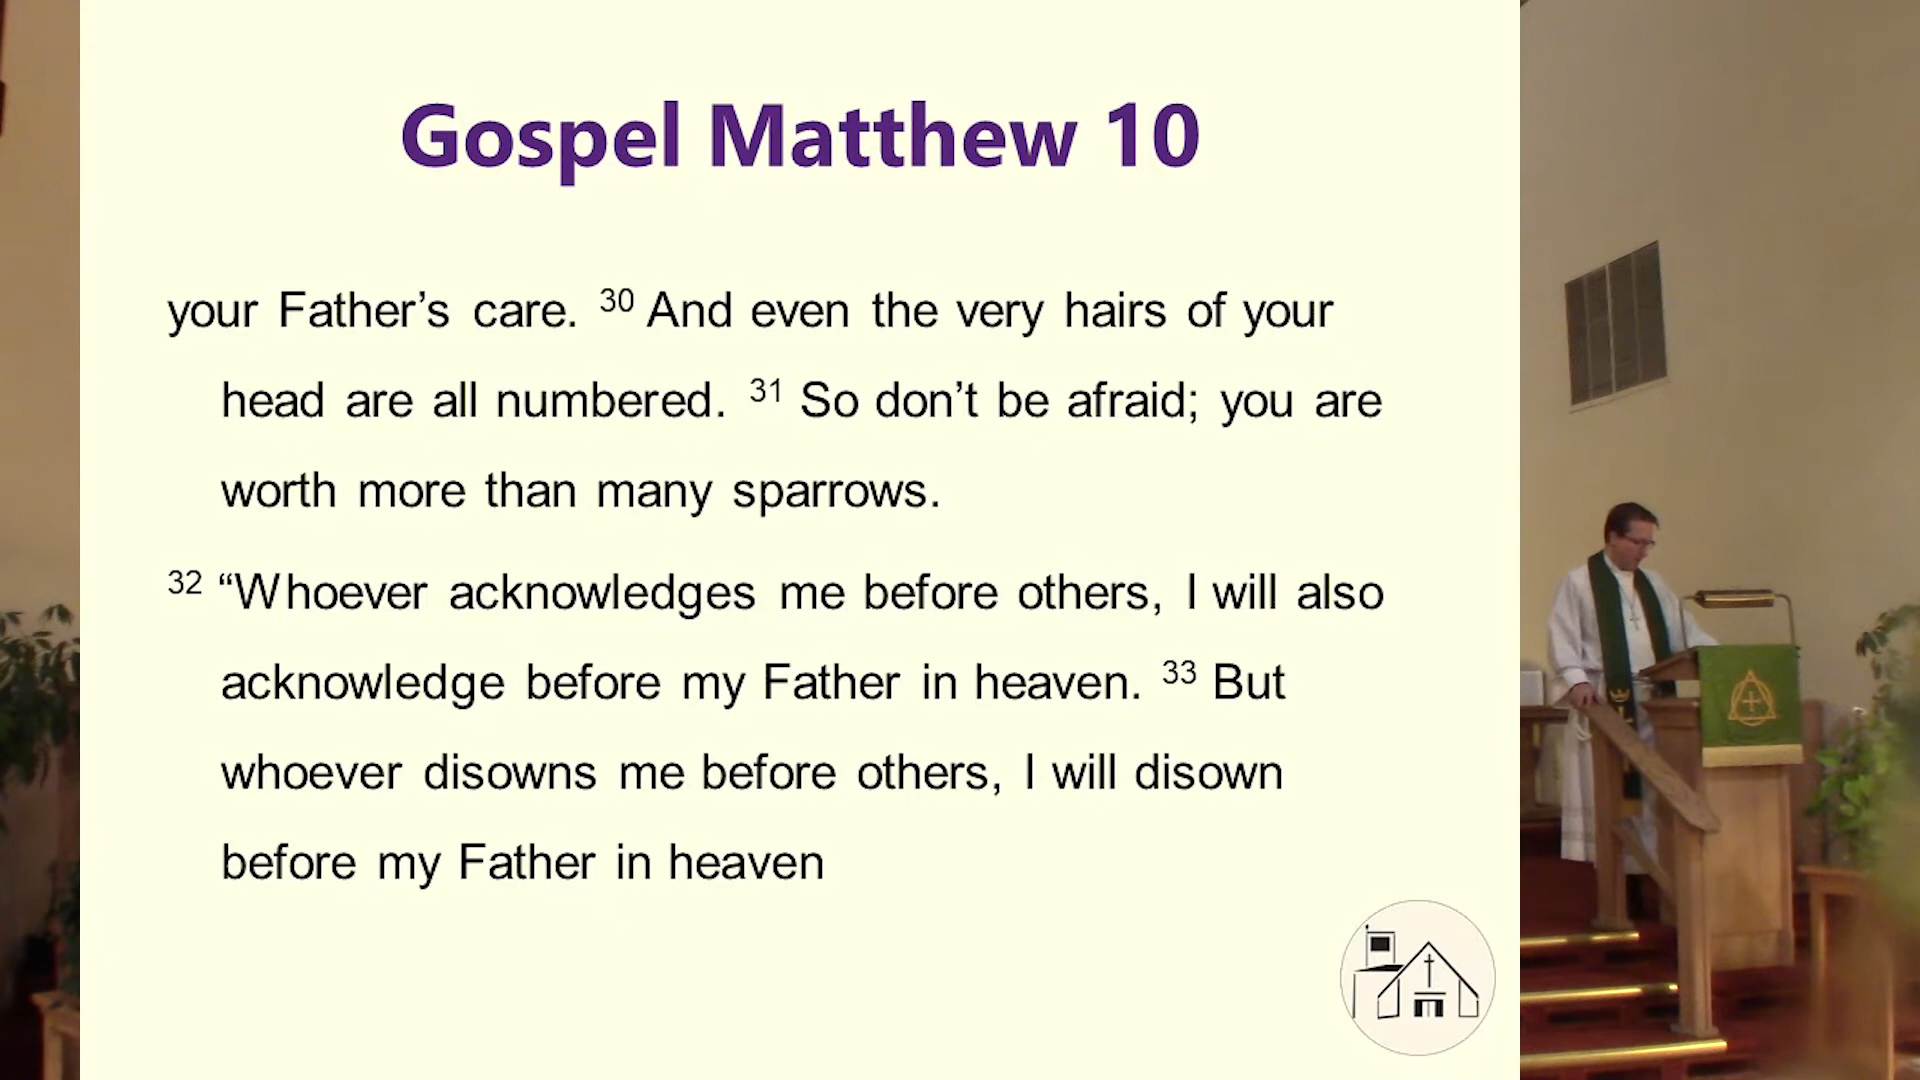 Gospel Matthew 10
your Father’s care. 30 And even the very hairs of your
head are all numbered. 31 So don’t be afraid; you are
worth more than many sparrows.
32 “Whoever acknowledges me before others, I will also
acknowledge before my Father in heaven. 33 But
whoever disowns me before others, I will disown
before my Father in heaven